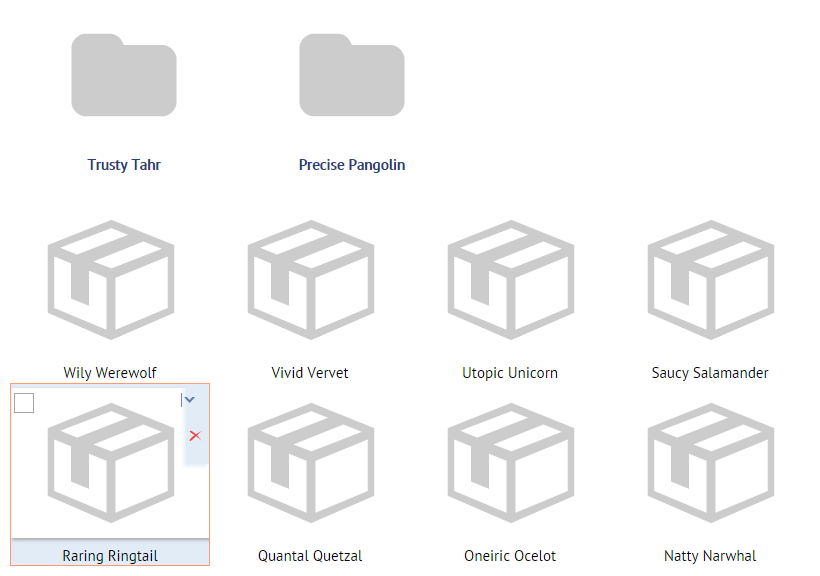 Trusty Tahr
Precise Pangolin
Wily Werewolf
Vivid Vervet
Utopic Unicorn
Saucy Salamander
Raring Ringtail
Quantal Quetzal
Oneiric Ocelot
Natty Narwhal